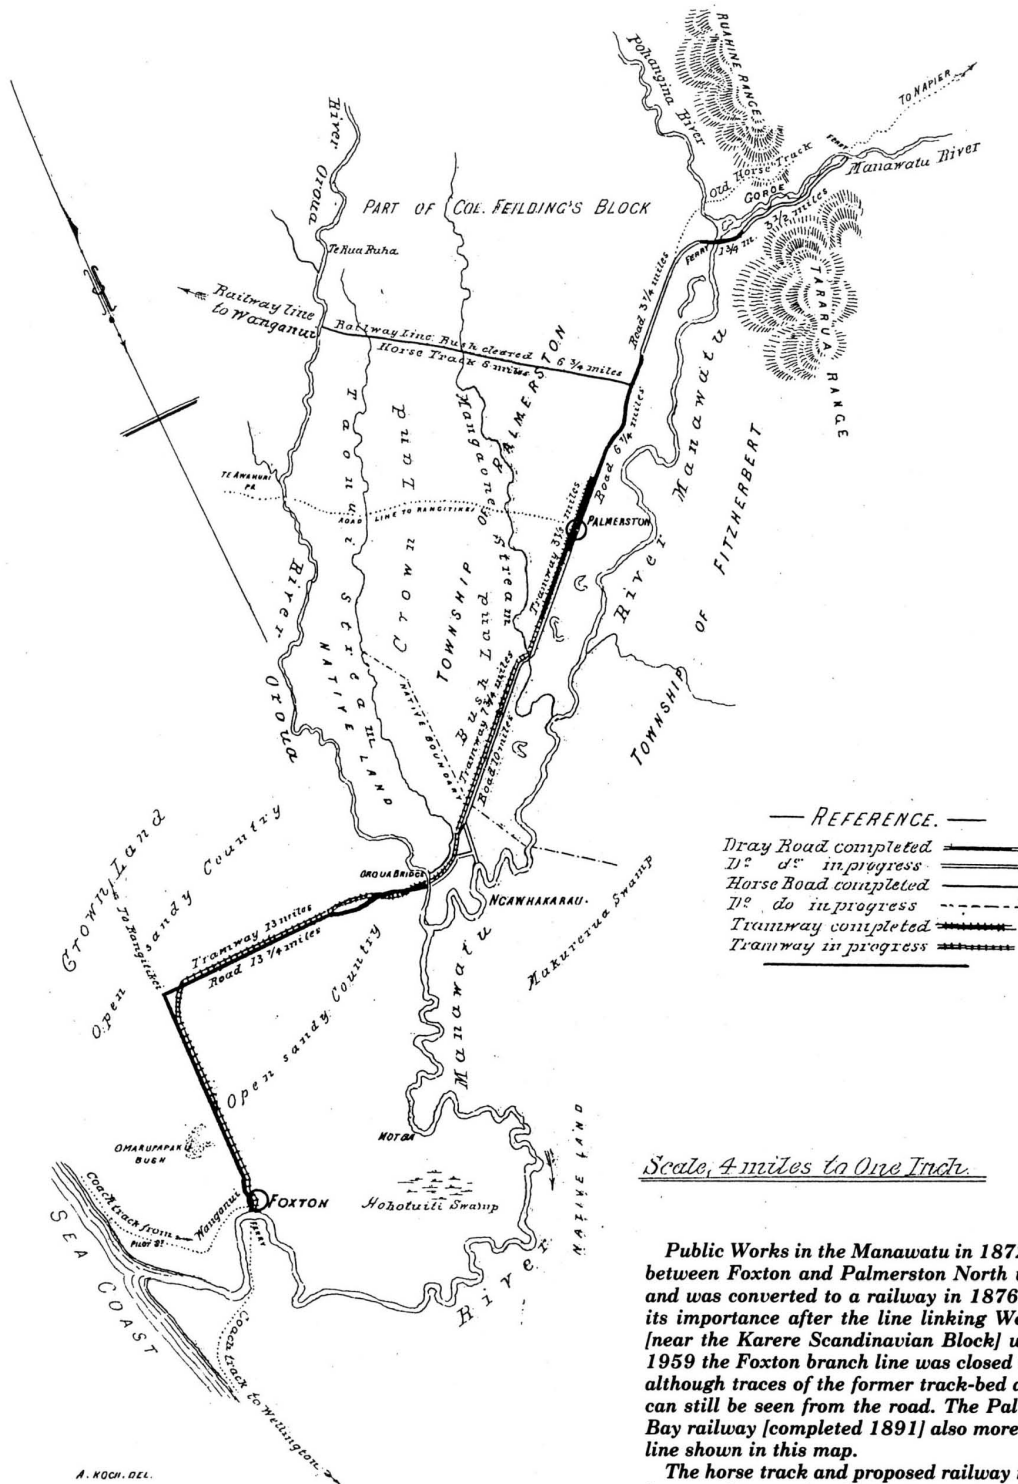 RUAHINE RANGE
Pohangina River
TO NAPIER
FERRY
Manawatu River
Old Horse Track
GORGE
3 1/2 miles
FERRY
1 3/4 m.
TARARUA RANGE
River Oroua
PART OF COL. FEILDING'S BLOCK
Te Rua Ruha
Railway line
to Wanganui
Railway Line: Bush cleared 6 3/4 miles
Horse Track 6 miles
Road 3 1/4 miles
Road 6 1/4 miles
Taonui Stream
Crown Land
Mangaone Stream
TOWNSHIP OF PALMERSTON
Bush Land
River Manawatu
TOWNSHIP OF FITZHERBERT
TE AWAHURI
PA
ROAD LINE TO RANGITIKEI
PALMERSTON
Tramway 3 1/4 miles
River Oroua
NATIVE LAND
NATIVE BOUNDARY
Tramway 7 3/4 miles
Road 10 miles
— REFERENCE. —
Dray Road completed
Do. do. in progress
Horse Road completed
Do. do in progress
Tramway completed
Tramway in progress
OROUA BRIDGE
NGAWHAKARAU.
Makurerua Swamp
Crown Land
To Rangitikei
Open sandy Country
Tramway 13 miles
Road 13 1/4 miles
Open sandy Country
Manawatu
River
MOTOA
NATIVE LAND
OMARUPAPAKU
BUSH
Hohotuiti Swamp
Scale, 4 miles to One Inch.
FOXTON
FERRY
Coach track from Wanganui
PILOT ST.
SEA COAST
Coach track to Wellington
A. KOCH. DEL.
Public Works in the Manawatu in 187
between Foxton and Palmerston North
and was converted to a railway in 1876
its importance after the line linking We
[near the Karere Scandinavian Block]
1959 the Foxton branch line was closed
although traces of the former track-bed
can still be seen from the road. The Pal
Bay railway [completed 1891] also more
line shown in this map.
The horse track and proposed railway